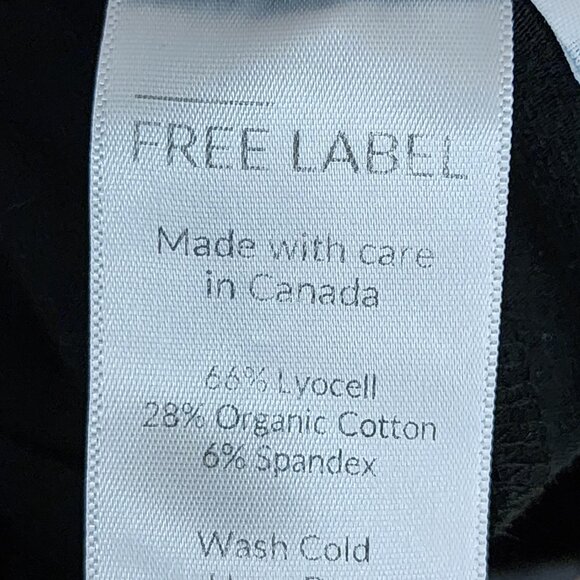 FREE LABEL
Made with care
in Canada
66% Lyocell
28% Organic Cotton
6% Spandex
Wash Cold